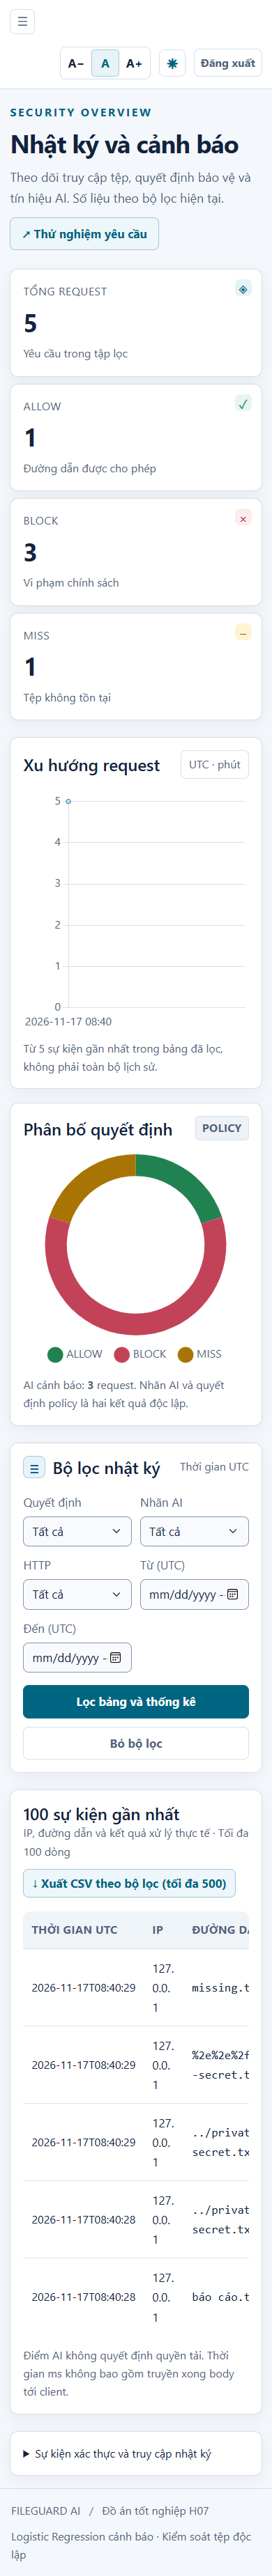 ☰
A− A A+ Đăng xuất
SECURITY OVERVIEW
Nhật ký và cảnh báo
Theo dõi truy cập tệp, quyết định bảo vệ và
tín hiệu AI. Số liệu theo bộ lọc hiện tại.
↗ Thử nghiệm yêu cầu
TỔNG REQUEST
5
Yêu cầu trong tập lọc
ALLOW
1
Đường dẫn được cho phép
BLOCK
3
Vi phạm chính sách
MISS
1
Tệp không tồn tại
Xu hướng request UTC · phút
5
4
3
2
1
0
2026-11-17 08:40
Từ 5 sự kiện gần nhất trong bảng đã lọc,
không phải toàn bộ lịch sử.
Phân bố quyết định POLICY
ALLOW BLOCK MISS
AI cảnh báo: 3 request. Nhãn AI và quyết
định policy là hai kết quả độc lập.
Bộ lọc nhật ký Thời gian UTC
Quyết định Nhãn AI
Tất cả Tất cả
HTTP Từ (UTC)
Tất cả mm/dd/yyyy -
Đến (UTC)
mm/dd/yyyy -
Lọc bảng và thống kê
Bỏ bộ lọc
100 sự kiện gần nhất
IP, đường dẫn và kết quả xử lý thực tế · Tối đa
100 dòng
↓ Xuất CSV theo bộ lọc (tối đa 500)
THỜI GIAN UTC IP ĐƯỜNG DẪ
127.
2026-11-17T08:40:29 0.0. missing.t
1
127. %2e%2e%2f
2026-11-17T08:40:29 0.0.
1 -secret.t
127. ../privat
2026-11-17T08:40:29 0.0.
1 secret.tx
127. ../privat
2026-11-17T08:40:28 0.0.
1 secret.tx
127.
2026-11-17T08:40:28 0.0. báo cáo.t
1
Điểm AI không quyết định quyền tải. Thời
gian ms không bao gồm truyền xong body
tới client.
▶ Sự kiện xác thực và truy cập nhật ký
FILEGUARD AI / Đồ án tốt nghiệp H07
Logistic Regression cảnh báo · Kiểm soát tệp độc
lập